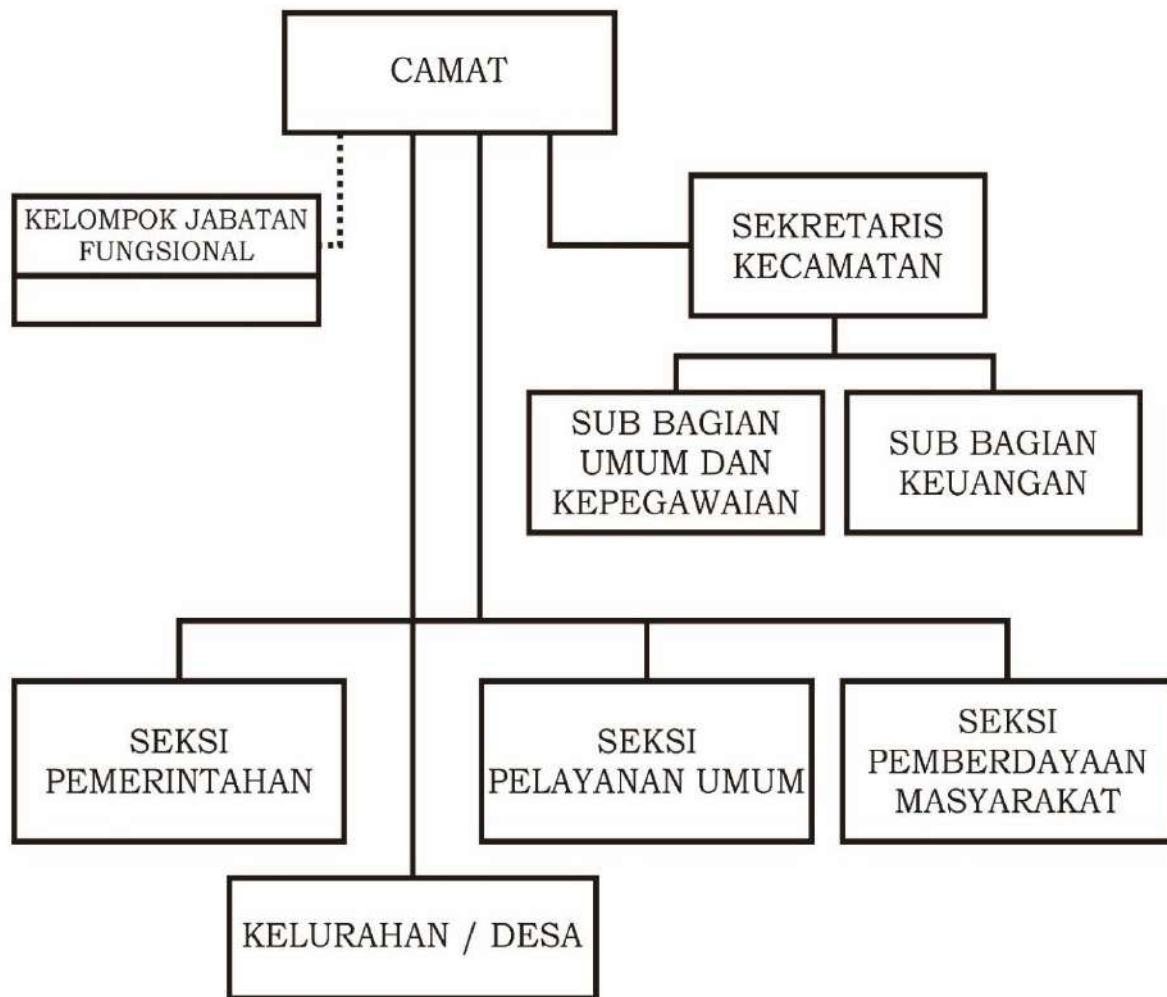 CAMAT
KELOMPOK JABATAN
FUNGSIONAL
SEKRETARIS
KECAMATAN
SUB BAGIAN
UMUM DAN
KEPEGAWAIAN
SUB BAGIAN
KEUANGAN
SEKSI
PEMERINTAHAN
SEKSI
PELAYANAN UMUM
SEKSI
PEMBERDAYAAN
MASYARAKAT
KELURAHAN / DESA